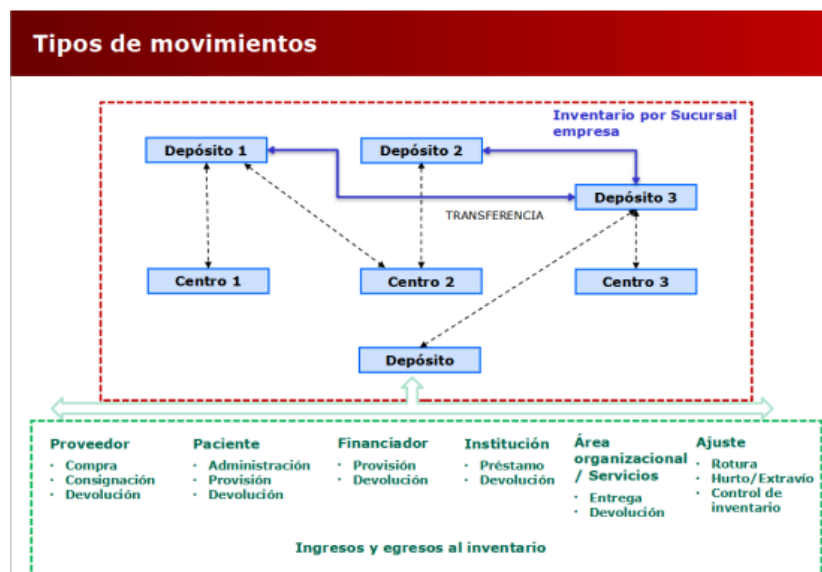 Tipos de movimientos
Inventario por Sucursal
empresa
Depósito 1
Depósito 2
Depósito 3
TRANSFERENCIA
Centro 1
Centro 2
Centro 3
Depósito
Proveedor
· Compra
· Consignación
· Devolución
Paciente
· Administración
· Provisión
· Devolución
Financiador
· Provisión
· Devolución
Institución
· Préstamo
· Devolución
Área
organizacional
/ Servicios
· Entrega
· Devolución
Ajuste
· Rotura
· Hurto/Extravío
· Control de
inventario
Ingresos y egresos al inventario